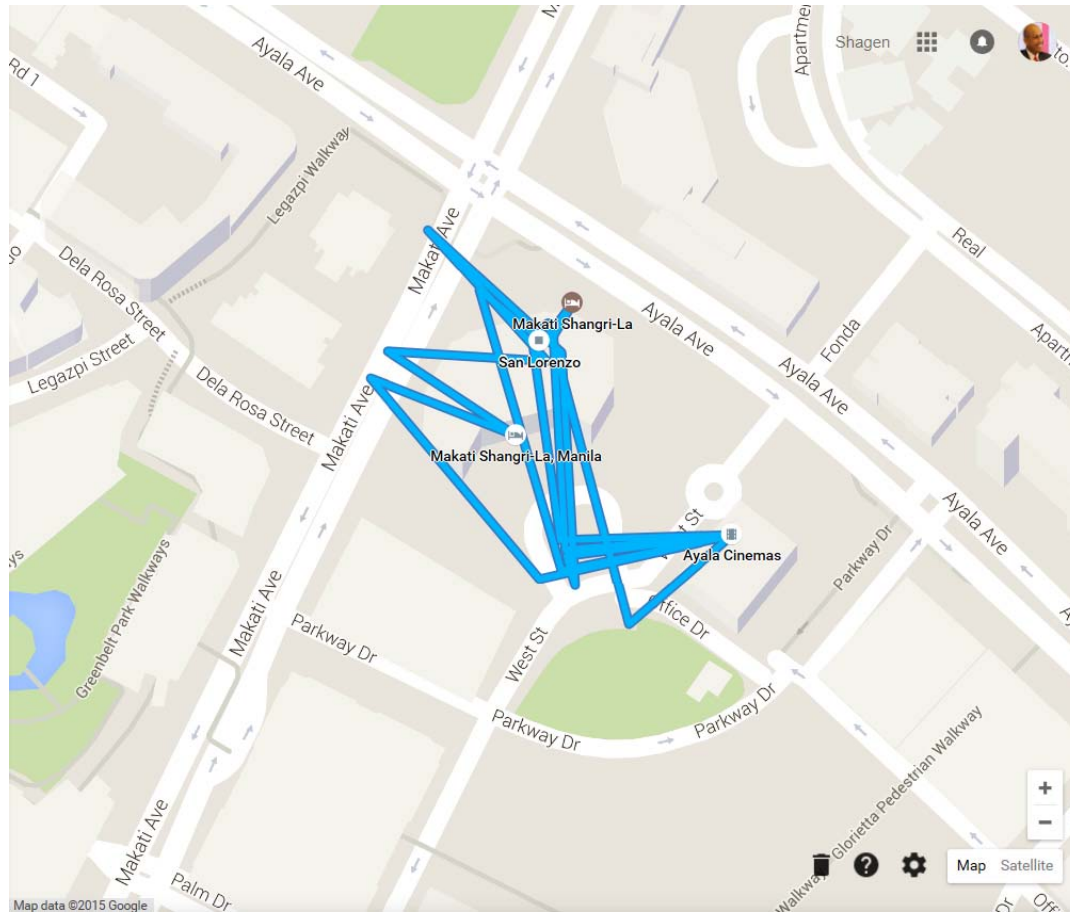 Shagen
Ayala Ave
Rd 1
Legazpi Walkway
Makati Ave
Real
Dela Rosa Street
Makati Shangri-La
San Lorenzo
Ayala Ave
Fonda
Legazpi Street
Dela Rosa Street
Makati Ave
Ayala Ave
Makati Shangri-La, Manila
Ayala Ave
Ayala Cinemas
Parkway Dr
Greenbelt Park Walkways
Makati Ave
Office Dr
Parkway Dr
West St
Parkway Dr
Parkway Dr
Glorietta Pedestrian Walkway
Makati Ave
Palm Dr
Walkway
Map
Satellite
Map data ©2015 Google